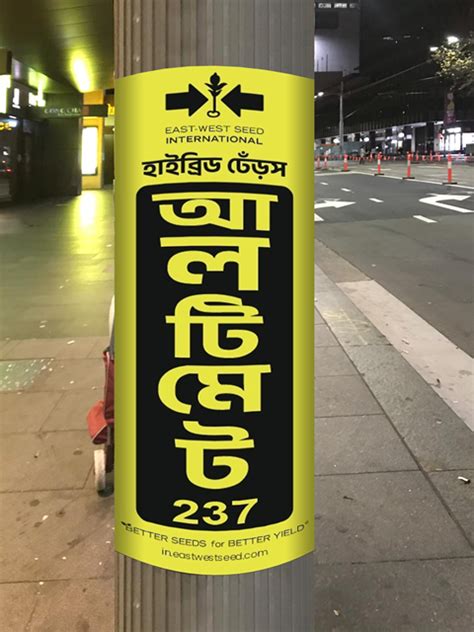 EAST-WEST SEED
INTERNATIONAL
হাইব্রিড ঢেঁড়স
আ
ল
টি
মে
ট
237
"BETTER SEEDS for BETTER YIELD"
in.eastwestseed.com